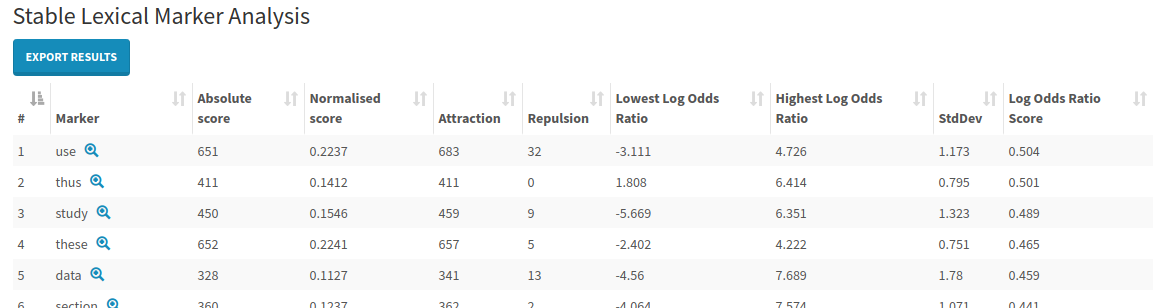 Stable Lexical Marker Analysis
EXPORT RESULTS
# Marker Absolute score Normalised score Attraction Repulsion Lowest Log Odds Ratio Highest Log Odds Ratio StdDev Log Odds Ratio Score
1 use 651 0.2237 683 32 -3.111 4.726 1.173 0.504
2 thus 411 0.1412 411 0 1.808 6.414 0.795 0.501
3 study 450 0.1546 459 9 -5.669 6.351 1.323 0.489
4 these 652 0.2241 657 5 -2.402 4.222 0.751 0.465
5 data 328 0.1127 341 13 -4.56 7.689 1.78 0.459
6 section 360 0.1237 362 2 -4.064 7.574 1.071 0.441